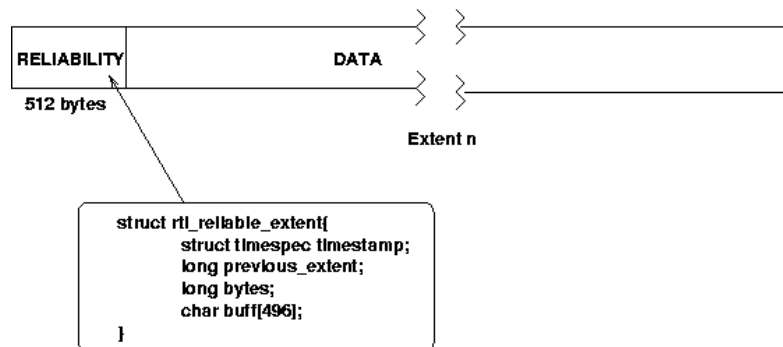 RELIABILITY
DATA
512 bytes
Extent n
struct rtl_reliable_extent{
struct timespec timestamp;
long previous_extent;
long bytes;
char buff[496];
}